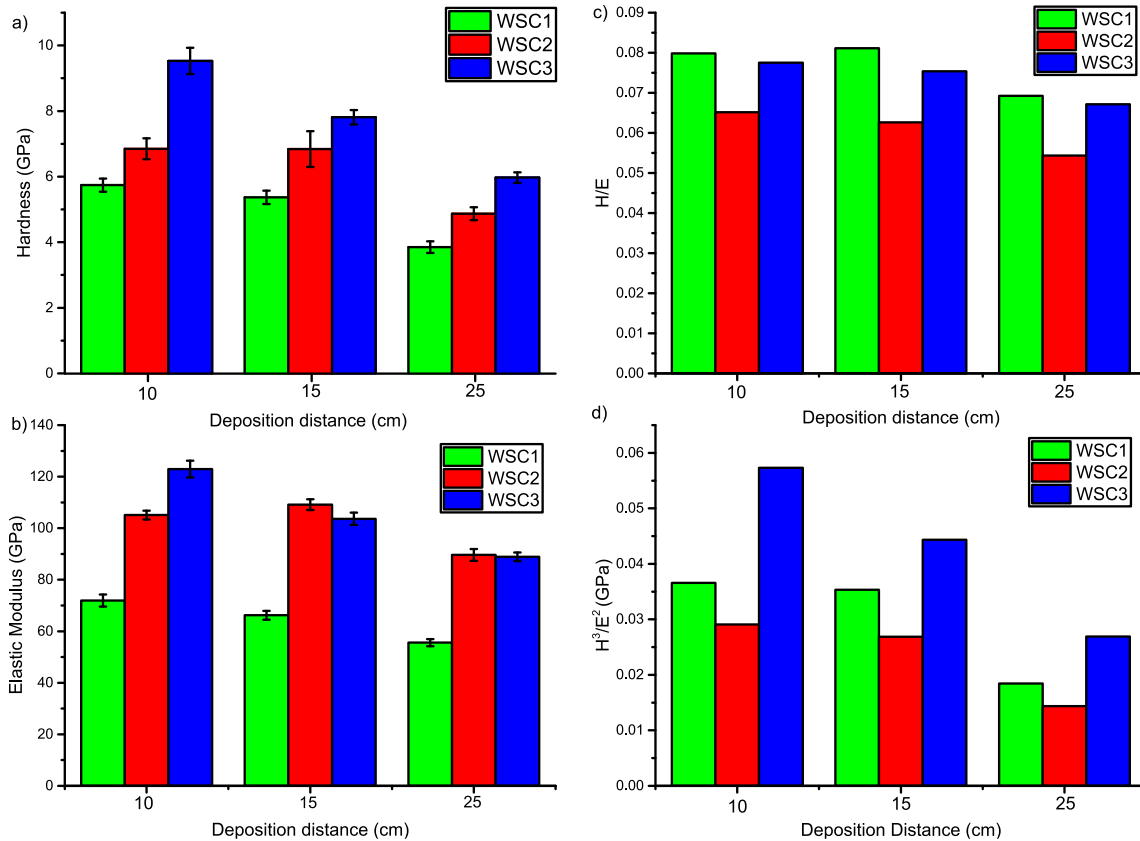 a)
WSC1
WSC2
WSC3
10
8
6
4
2
0
Hardness (GPa)
10
15
25
Deposition distance (cm)
c)
WSC1
WSC2
WSC3
0.09
0.08
0.07
0.06
0.05
0.04
0.03
0.02
0.01
0.00
H/E
10
15
25
Deposition distance (cm)
b)
WSC1
WSC2
WSC3
140
120
100
80
60
40
20
0
Elastic Modulus (GPa)
10
15
25
Deposition distance (cm)
d)
WSC1
WSC2
WSC3
0.06
0.05
0.04
0.03
0.02
0.01
0.00
H³/E² (GPa)
10
15
25
Deposition Distance (cm)